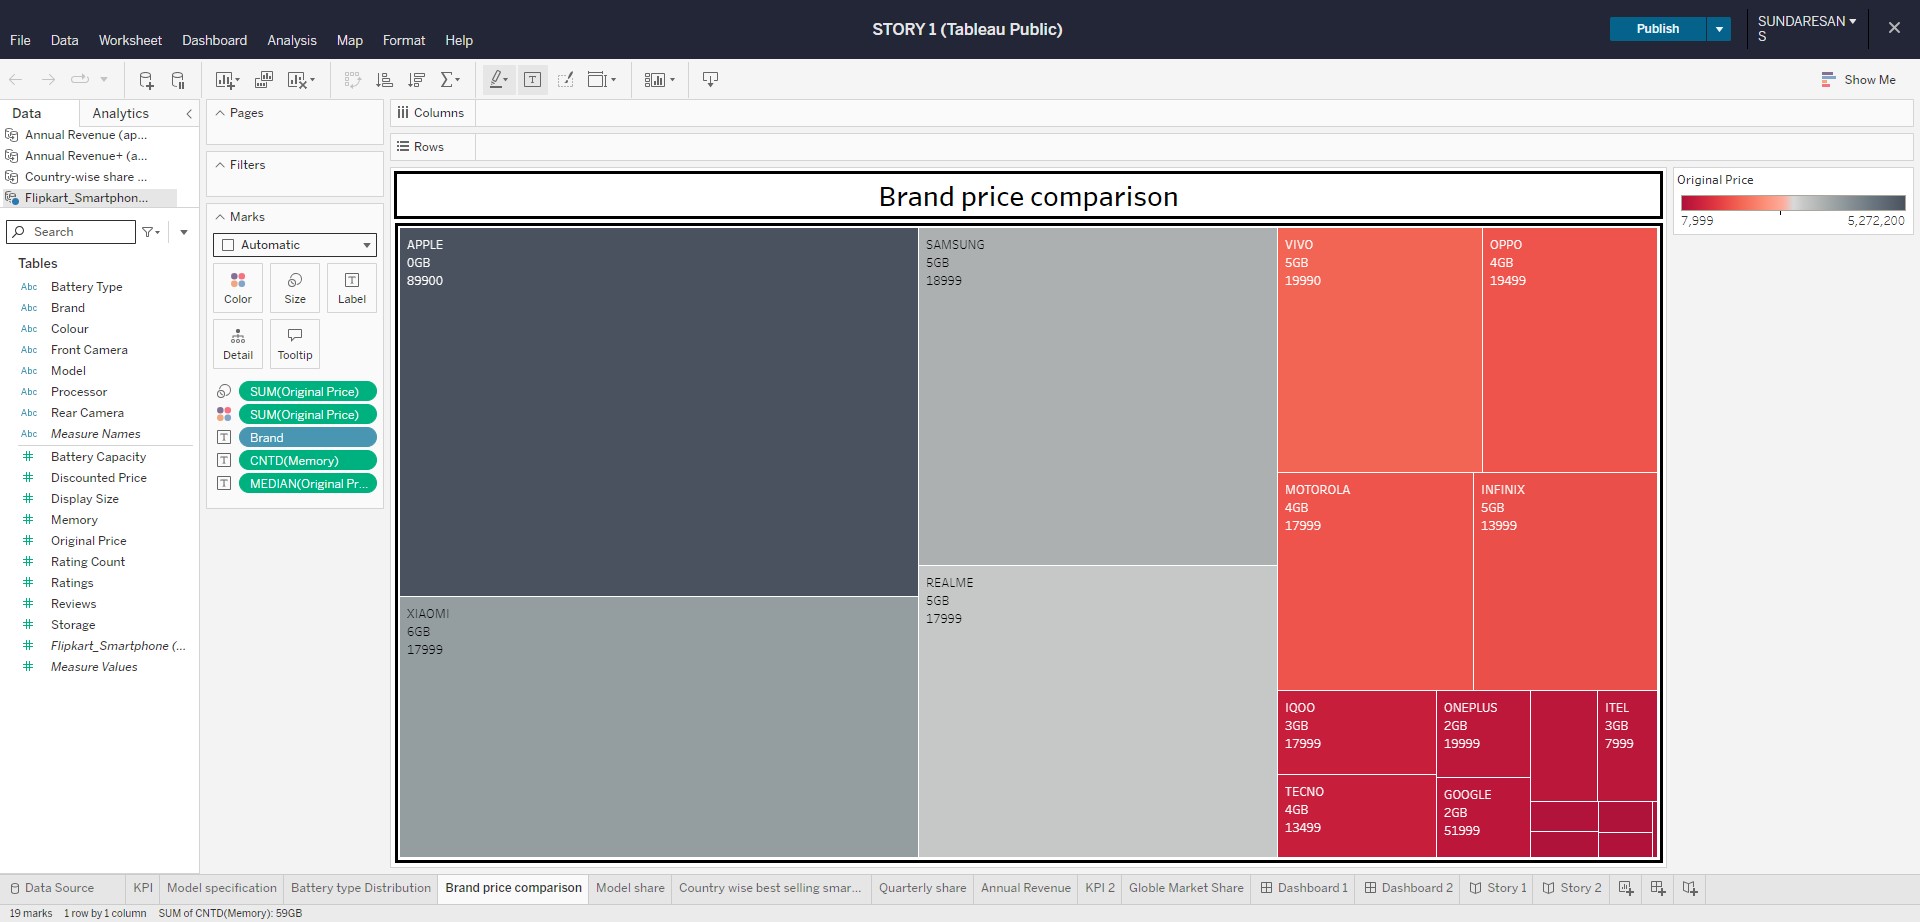 STORY 1 (Tableau Public)
Publish
SUNDARESAN S
File Data Worksheet Dashboard Analysis Map Format Help
Show Me
Data Analytics
Annual Revenue (ap...
Annual Revenue+ (a...
Country-wise share ...
Flipkart_Smartphon...
Search
Tables
Abc Battery Type
Abc Brand
Abc Colour
Abc Front Camera
Abc Model
Abc Processor
Abc Rear Camera
Abc Measure Names
# Battery Capacity
# Discounted Price
# Display Size
# Memory
# Original Price
# Rating Count
# Ratings
# Reviews
# Storage
# Flipkart_Smartphone (...
# Measure Values
Pages
Filters
Marks
Automatic
Color Size Label
Detail Tooltip
SUM(Original Price)
SUM(Original Price)
T Brand
T CNTD(Memory)
T MEDIAN(Original Pr...
Columns
Rows
Brand price comparison
APPLE
0GB
89900
XIAOMI
6GB
17999
SAMSUNG
5GB
18999
REALME
5GB
17999
VIVO
5GB
19990
OPPO
4GB
19499
MOTOROLA
4GB
17999
INFINIX
5GB
13999
IQOO
3GB
17999
TECNO
4GB
13499
ONEPLUS
2GB
19999
GOOGLE
2GB
51999
ITEL
3GB
7999
Original Price
7,999 5,272,200
Data Source KPI Model specification Battery type Distribution Brand price comparison Model share Country wise best selling smar... Quarterly share Annual Revenue KPI 2 Globle Market Share Dashboard 1 Dashboard 2 Story 1 Story 2
19 marks 1 row by 1 column SUM of CNTD(Memory): 59GB